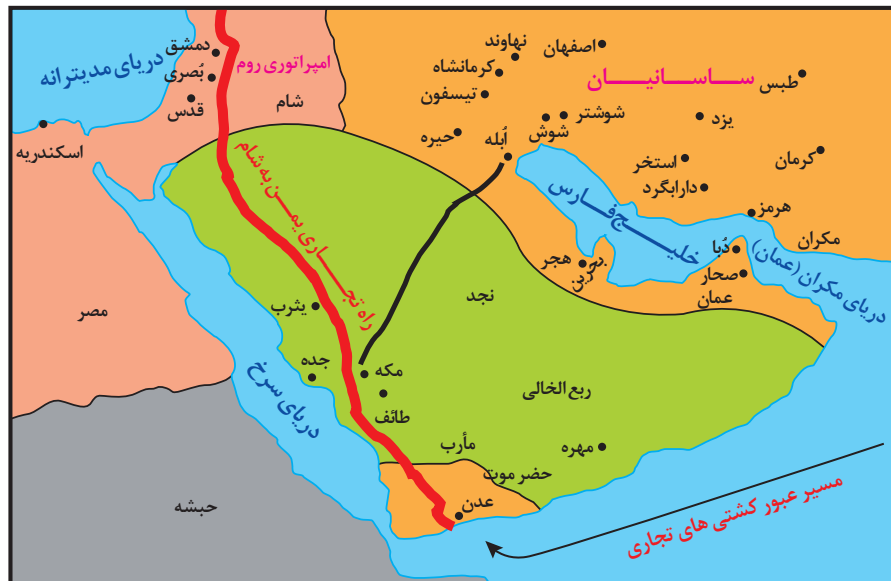 دریای مدیترانه
دمشق
بُصری
قدس
امپراتوری روم
شام
اسکندریه
نهاوند
کرمانشاه
تیسفون
اصفهان
ساسانیان
طبس
شوشتر
شوش
یزد
حیره
اُبله
استخر
کرمان
دارابگرد
هرمز
مکران
خلیج فارس
دُبا
صحار
عمان
دریای مکران (عمان)
هجر
بحرین
راه تجاری یمن به شام
نجد
یثرب
مصر
جده
مکه
طائف
دریای سرخ
ربع الخالی
مأرب
مهره
حضر موت
عدن
حبشه
مسیر عبور کشتی های تجاری